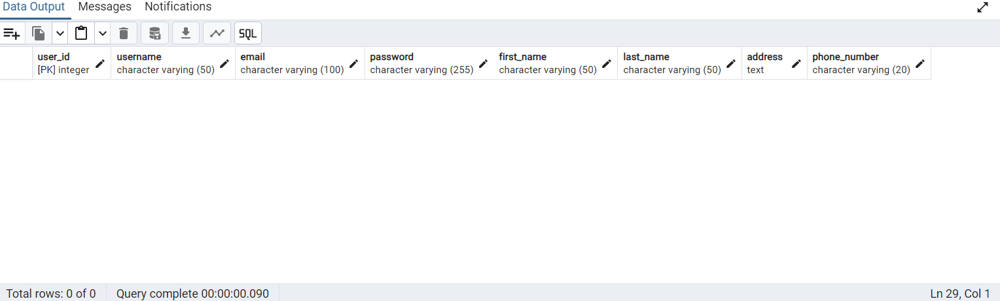 Data Output Messages Notifications
SQL
user_id username email password first_name last_name address phone_number
[PK] integer character varying (50) character varying (100) character varying (255) character varying (50) character varying (50) text character varying (20)
Total rows: 0 of 0 Query complete 00:00:00.090 Ln 29, Col 1